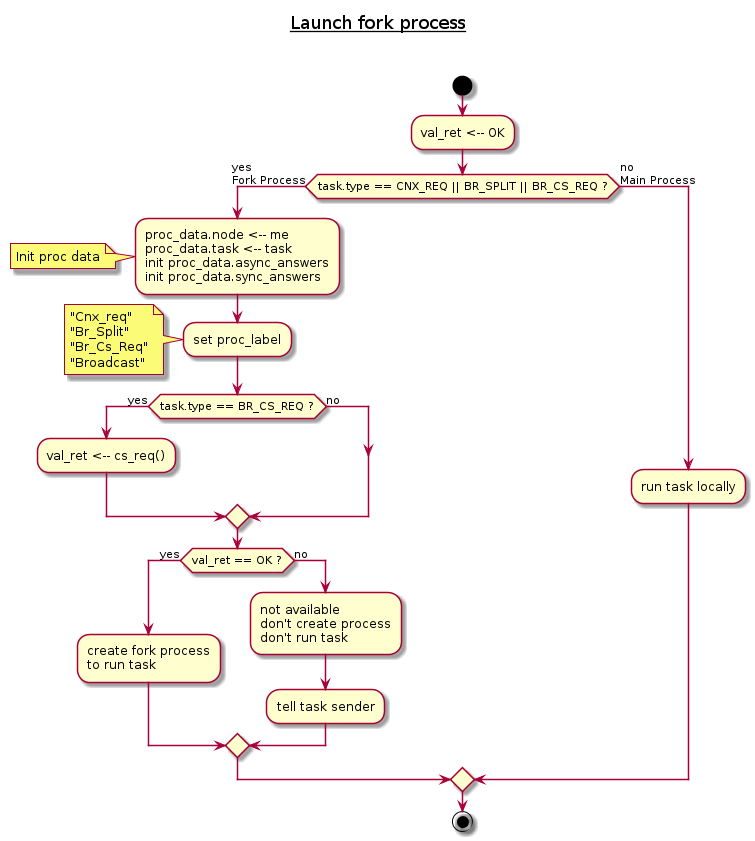 Launch fork process
val_ret <-- OK
yes
Fork Process
task.type == CNX_REQ || BR_SPLIT || BR_CS_REQ ?
no
Main Process
Init proc data
proc_data.node <-- me
proc_data.task <-- task
init proc_data.async_answers
init proc_data.sync_answers
"Cnx_req"
"Br_Split"
"Br_Cs_Req"
"Broadcast"
set proc_label
yes
task.type == BR_CS_REQ ?
no
val_ret <-- cs_req()
run task locally
yes
val_ret == OK ?
no
not available
don't create process
don't run task
create fork process
to run task
tell task sender